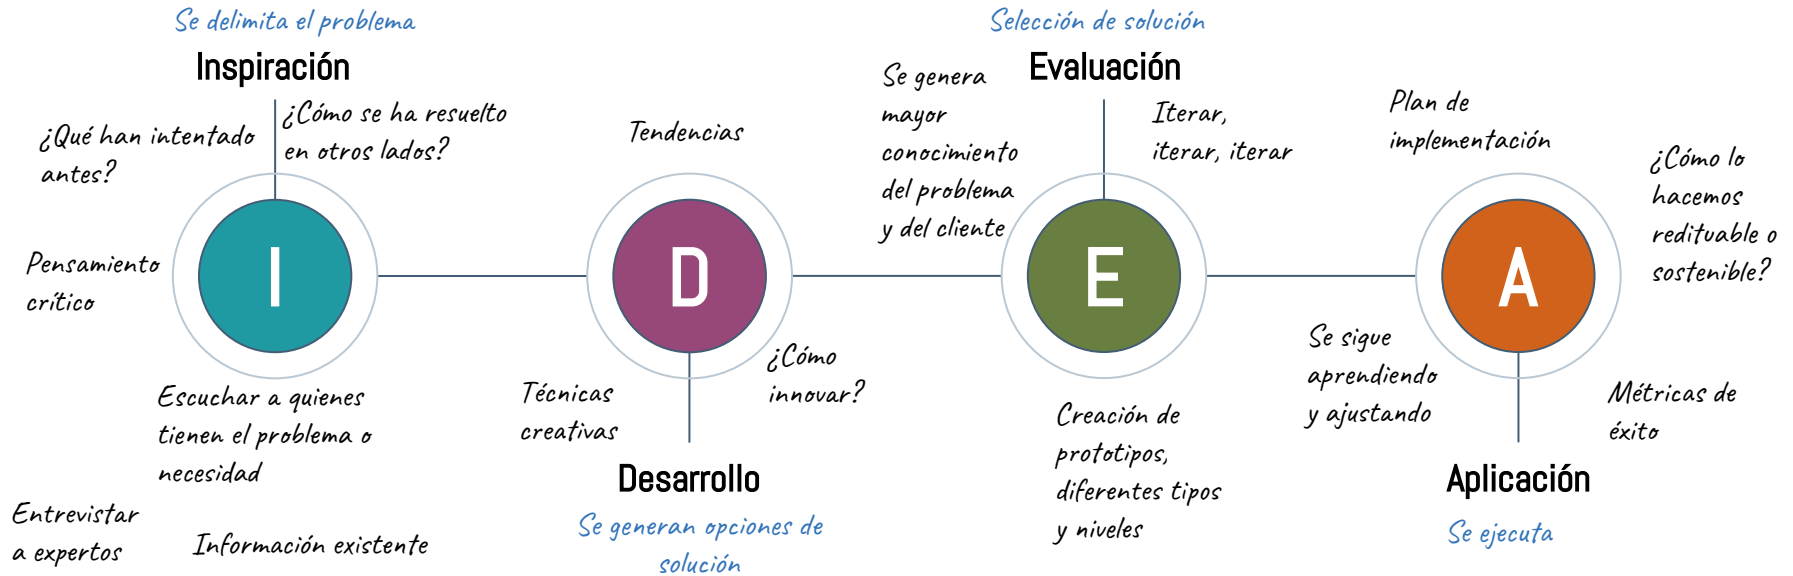 Se delimita el problema
Inspiración
¿Qué han intentado
antes?
¿Cómo se ha resuelto
en otros lados?
I
Pensamiento
crítico
Escuchar a quienes
tienen el problema o
necesidad
Entrevistar
a expertos
Información existente
Tendencias
D
Técnicas
creativas
¿Cómo
innovar?
Desarrollo
Se generan opciones de
solución
Selección de solución
Evaluación
Se genera
mayor
conocimiento
del problema
y del cliente
Iterar,
iterar, iterar
E
Creación de
prototipos,
diferentes tipos
y niveles
Plan de
implementación
¿Cómo lo
hacemos
redituable o
sostenible?
A
Se sigue
aprendiendo
y ajustando
Métricas de
éxito
Aplicación
Se ejecuta